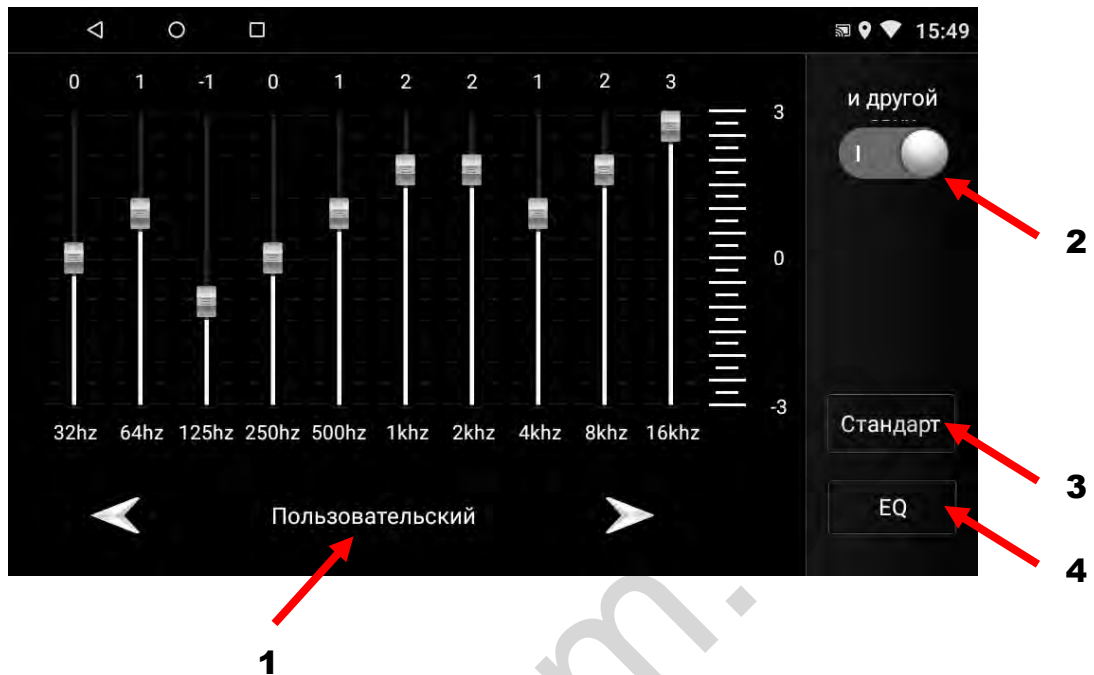 15:49
0 1 -1 0 1 2 2 1 2 3
3
0
-3
32hz 64hz 125hz 250hz 500hz 1khz 2khz 4khz 8khz 16khz
Пользовательский
и другой
I
Стандарт
EQ
1
2
3
4
m.